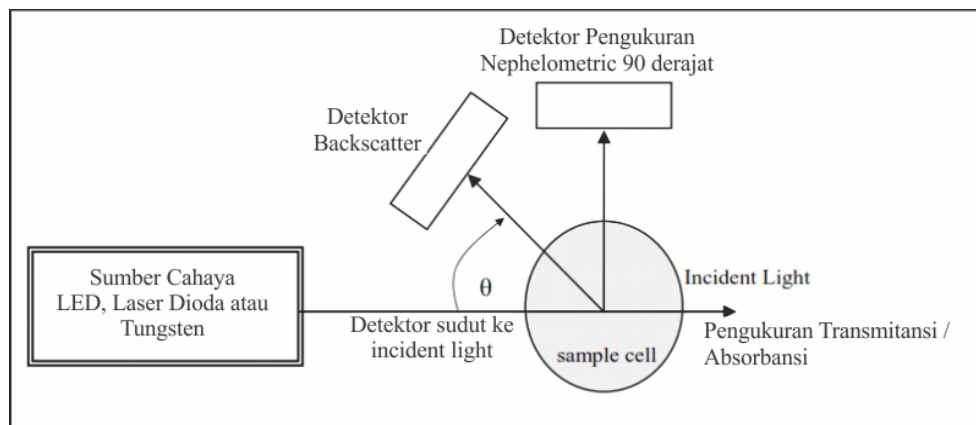 Detektor Pengukuran
Nephelometric 90 derajat
Detektor
Backscatter
Sumber Cahaya
LED, Laser Dioda atau
Tungsten
θ
Detektor sudut ke
incident light
Incident Light
sample cell
Pengukuran Transmitansi /
Absorbansi